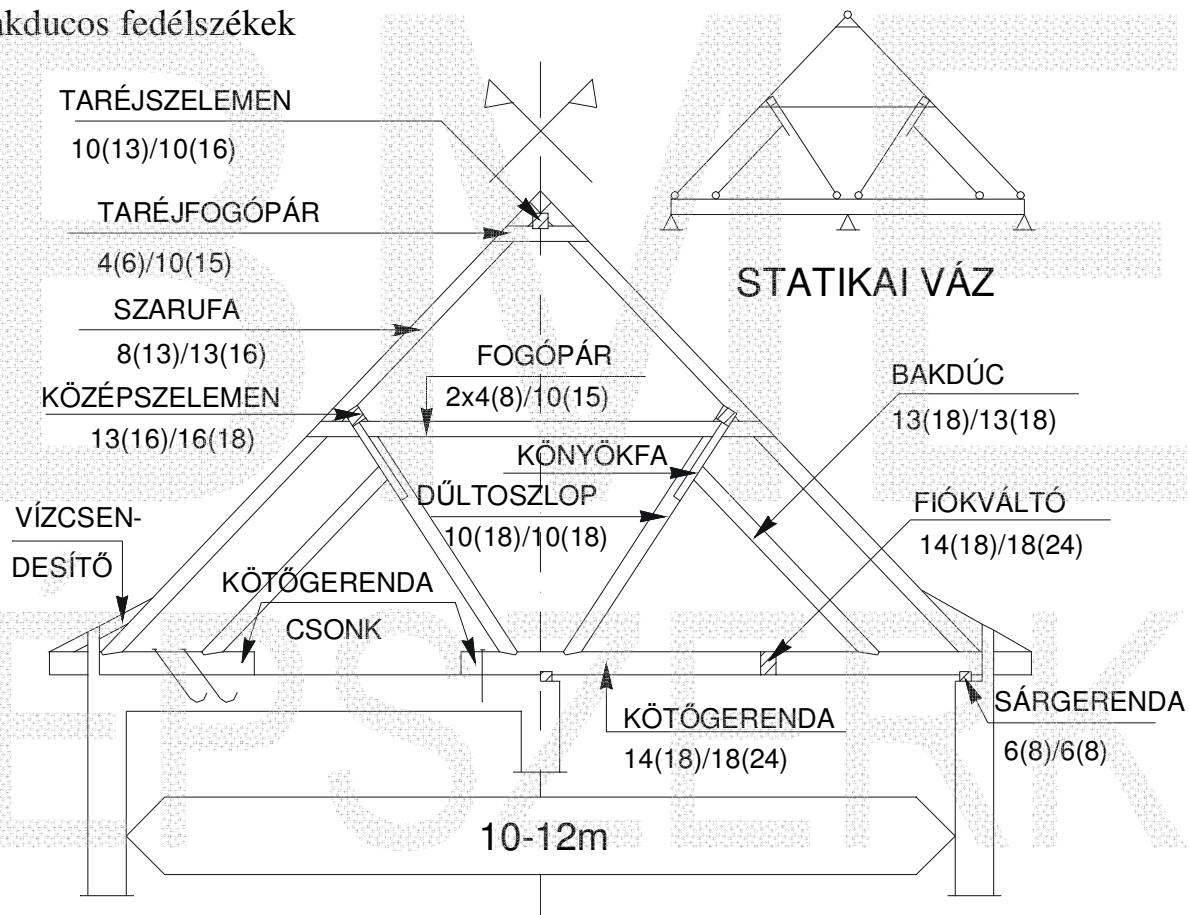 akducos fedélszékek
TARÉJSZELEMEN
10(13)/10(16)
TARÉJFOGÓPÁR
4(6)/10(15)
SZARUFA
8(13)/13(16)
KÖZÉPSZELEMEN
13(16)/16(18)
FOGÓPÁR
2x4(8)/10(15)
STATIKAI VÁZ
BAKDÚC
13(18)/13(18)
KÖNYÖKFA
DŰLTOSZLOP
10(18)/10(18)
FIÓKVÁLTÓ
14(18)/18(24)
VÍZCSEN-
DESÍTŐ
KÖTŐGERENDA
CSONK
KÖTŐGERENDA
14(18)/18(24)
SÁRGERENDA
6(8)/6(8)
10-12m
BME
ÉPSZERK